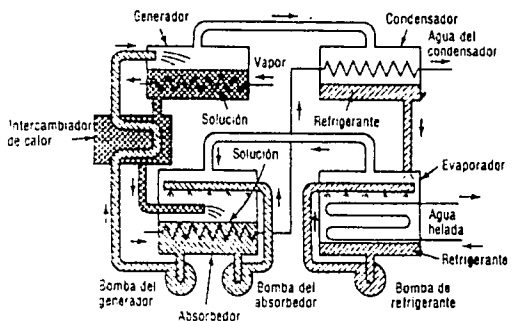 Generador
Condensador
Agua del
condensador
Vapor
Solución
Refrigerante
Intercambiador
de calor
Solución
Evaporador
Agua
helada
Refrigerante
Bomba del
generador
Absorbedor
Bomba del
absorbedor
Bomba de
refrigerante